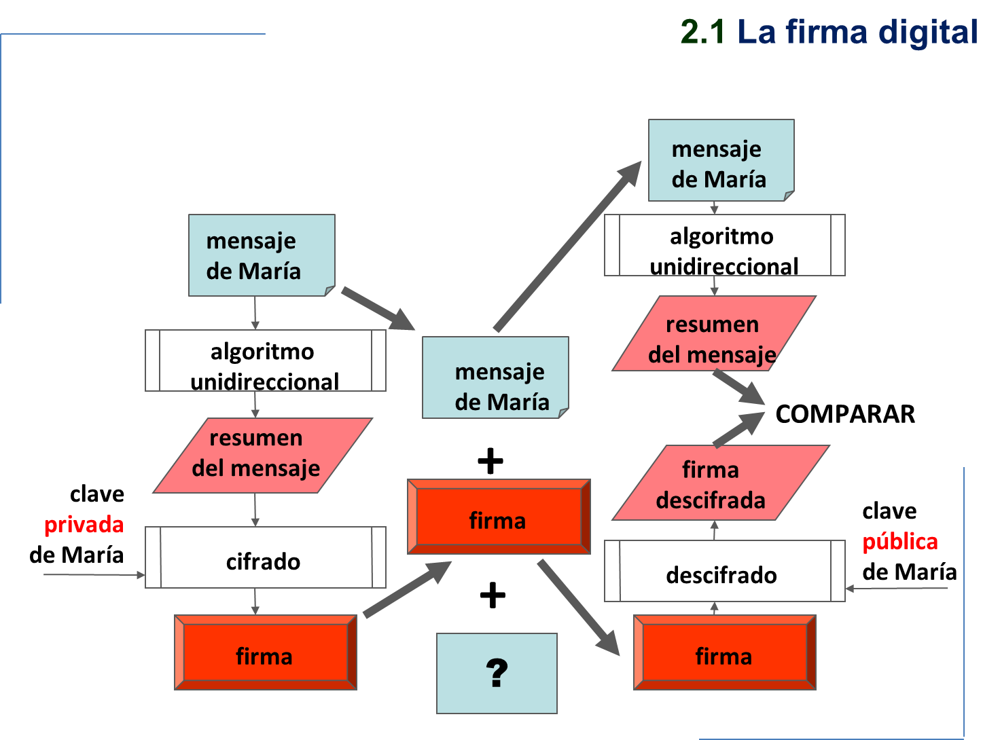 2.1 La firma digital
mensaje
de María
algoritmo
unidireccional
resumen
del mensaje
clave
privada
de María
cifrado
firma
mensaje
de María
+
firma
+
?
mensaje
de María
algoritmo
unidireccional
resumen
del mensaje
COMPARAR
firma
descifrada
clave
pública
de María
descifrado
firma